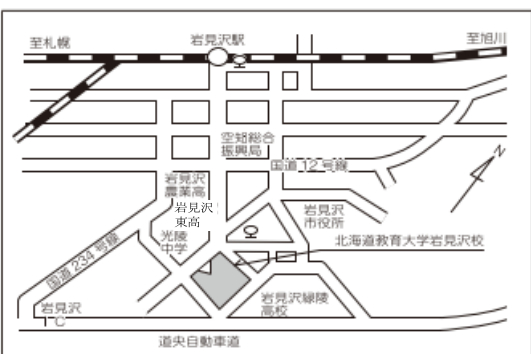 岩見沢駅
至札幌
至旭川
空知総合
振興局
国道12号線
N
岩見沢
農業高
岩見沢
東高
岩見沢
市役所
光陵
中学
北海道教育大学岩見沢校
国道234号線
岩見沢緑陵
高校
岩見沢
IC
道央自動車道